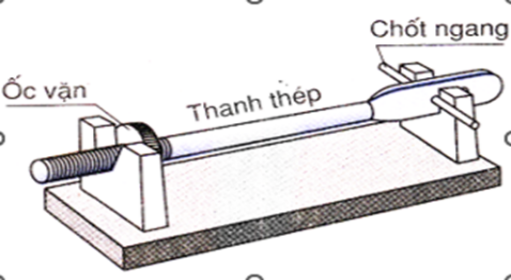 Chốt ngang
Ốc vặn
Thanh thép